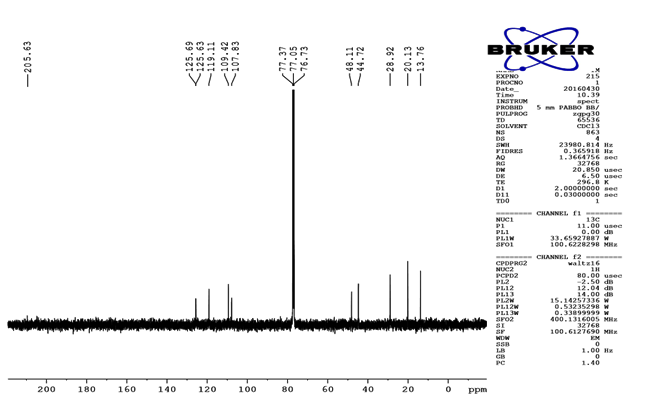 205.63
125.69
125.63
119.11
109.42
107.83
77.37
77.05
76.73
48.11
44.72
28.92
20.13
13.76
BRUKER
EXPNO 215
PROCNO 1
Date_ 20160430
Time 10.39
INSTRUM spect
PROBHD 5 mm PABBO BB/
PULPROG zgpg30
TD 65536
SOLVENT CDCl3
NS 863
DS 4
SWH 23980.814 Hz
FIDRES 0.365918 Hz
AQ 1.3664756 sec
RG 32768
DW 20.850 usec
DE 6.50 usec
TE 296.8 K
D1 2.00000000 sec
D11 0.03000000 sec
TD0 1
======== CHANNEL f1 ========
NUC1 13C
P1 11.00 usec
PL1 0.00 dB
PL1W 33.65927887 W
SFO1 100.6228298 MHz
======== CHANNEL f2 ========
CPDPRG2 waltz16
NUC2 1H
PCPD2 80.00 usec
PL2 -2.50 dB
PL12 12.04 dB
PL13 14.00 dB
PL2W 15.14257336 W
PL12W 0.53235298 W
PL13W 0.33899999 W
SFO2 400.1316005 MHz
SI 32768
SF 100.6127690 MHz
WDW EM
SSB 0
LB 1.00 Hz
GB 0
PC 1.40
200 180 160 140 120 100 80 60 40 20 0 ppm